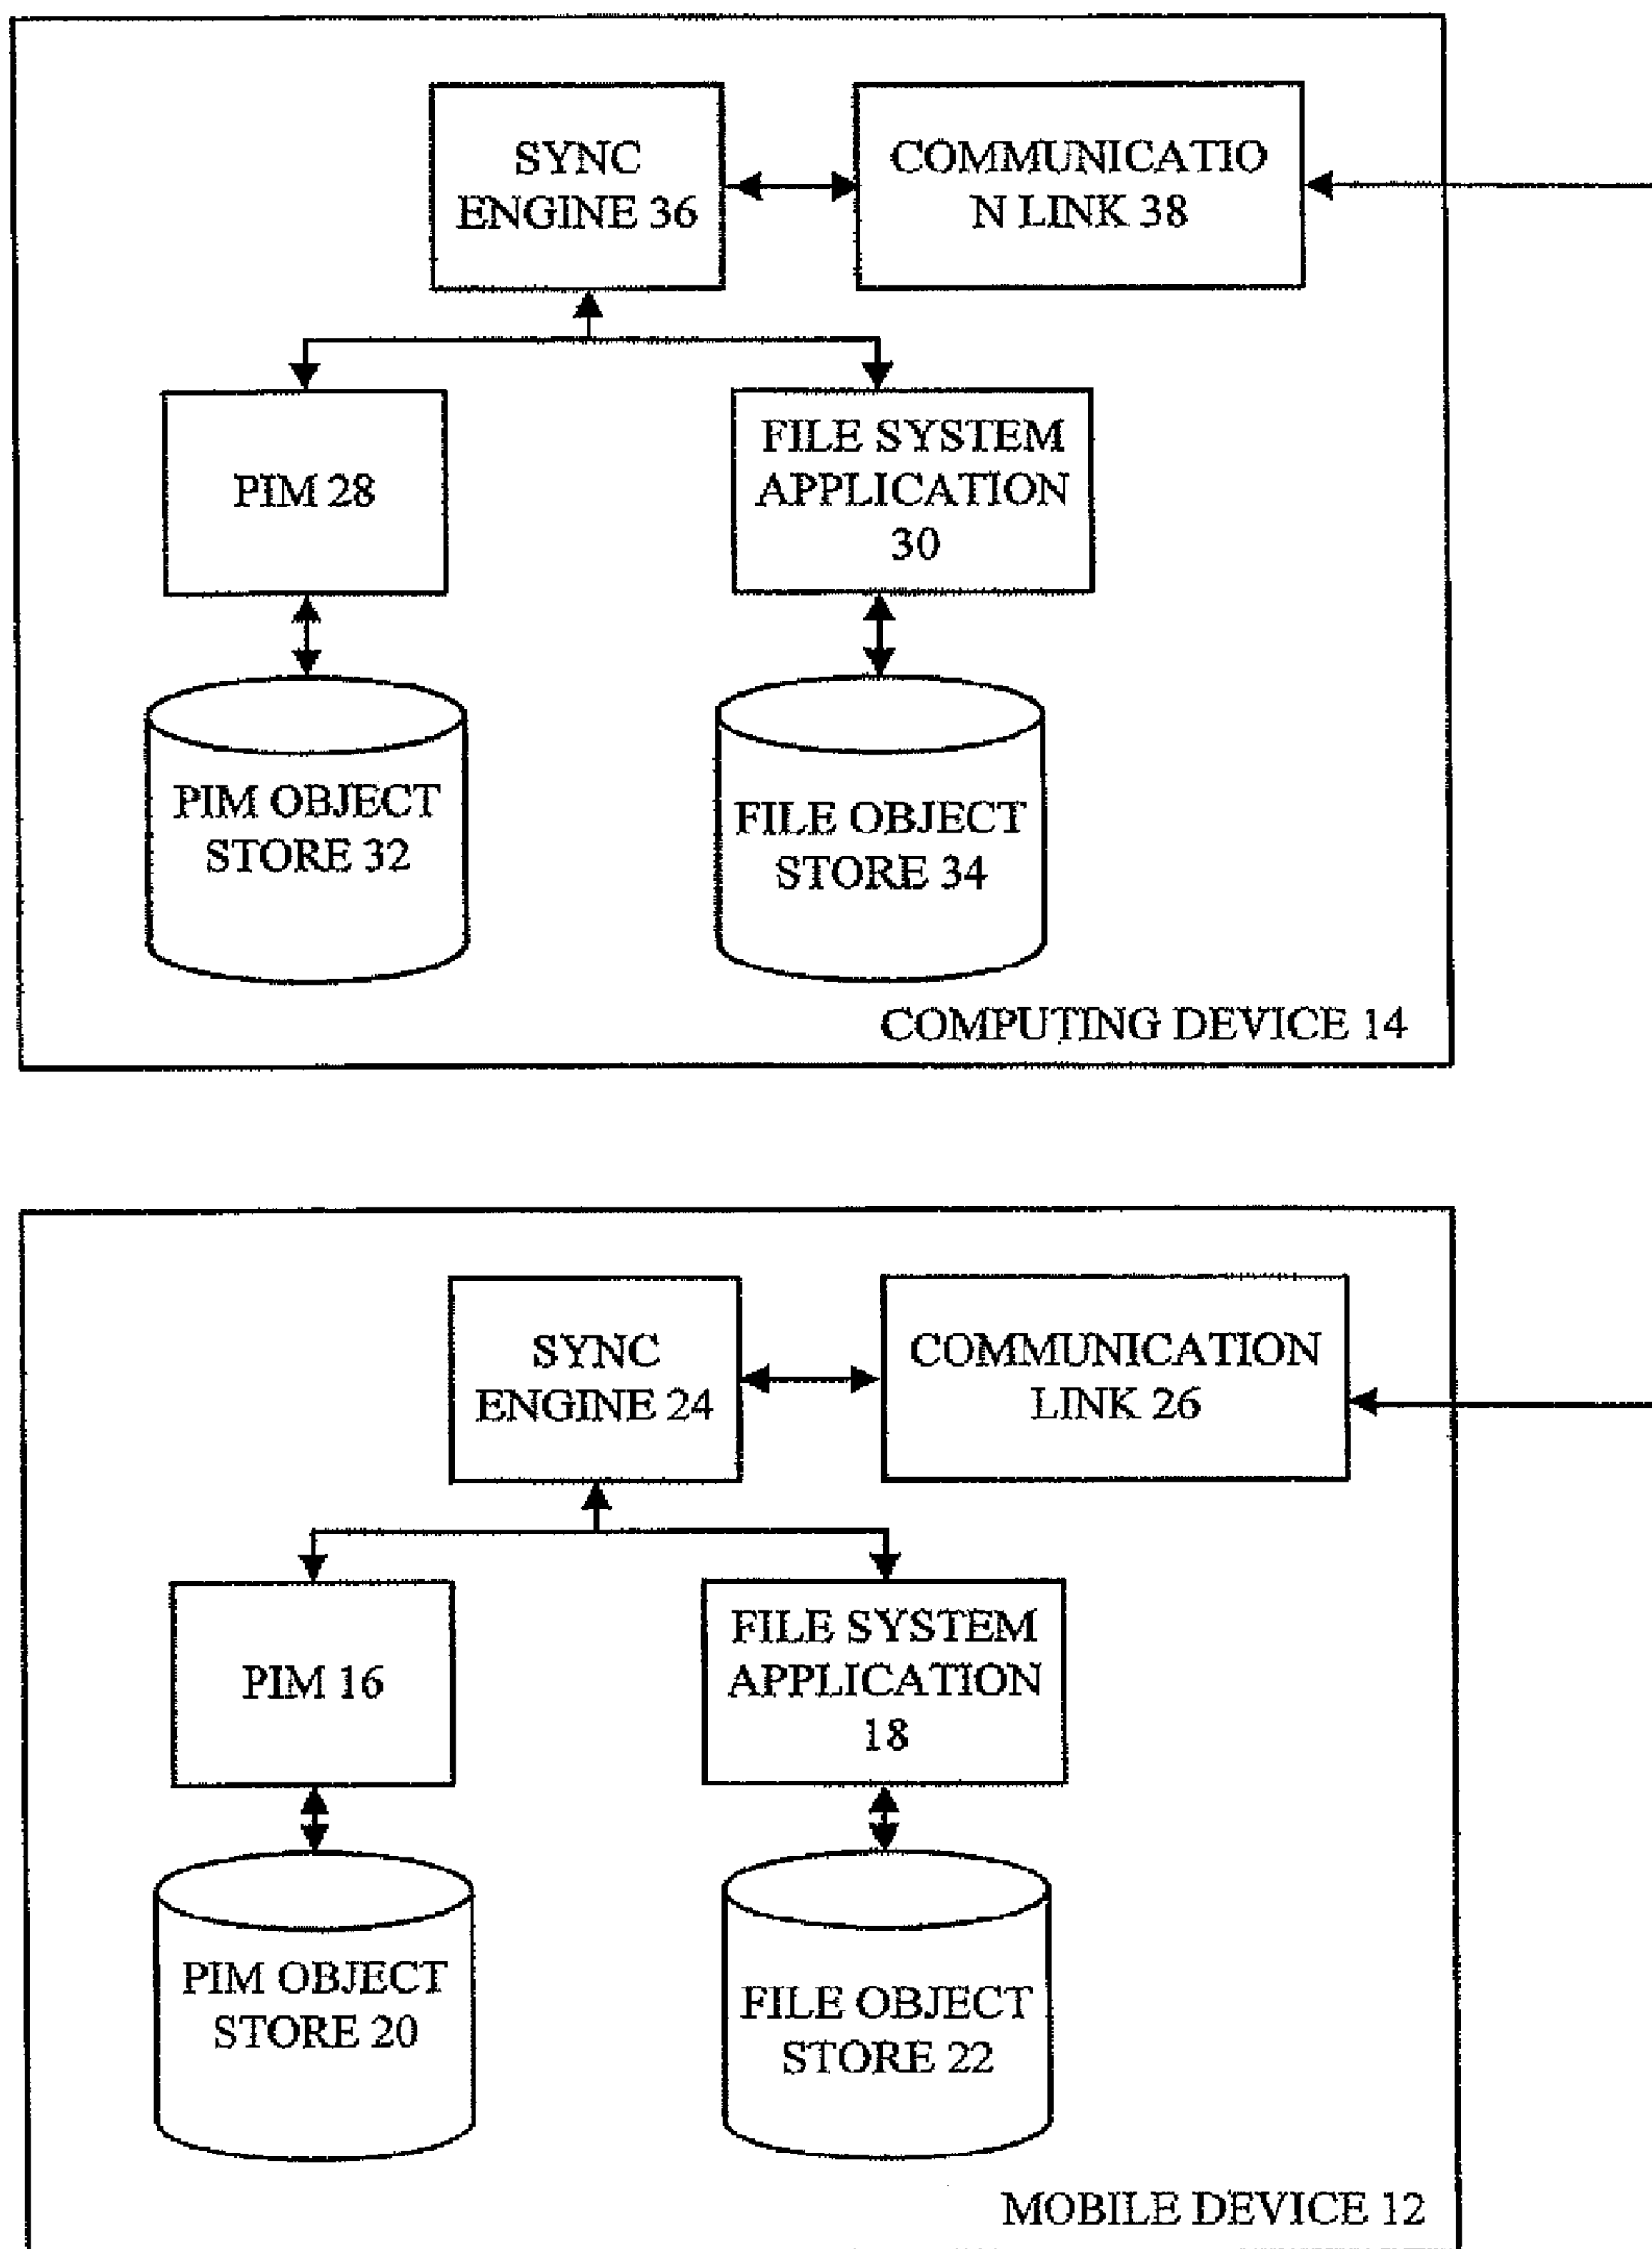 SYNC
ENGINE 36
COMMUNICATIO
N LINK 38
PIM 28
FILE SYSTEM
APPLICATION
30
PIM OBJECT
STORE 32
FILE OBJECT
STORE 34
COMPUTING DEVICE 14
SYNC
ENGINE 24
COMMUNICATION
LINK 26
PIM 16
FILE SYSTEM
APPLICATION
18
PIM OBJECT
STORE 20
FILE OBJECT
STORE 22
MOBILE DEVICE 12